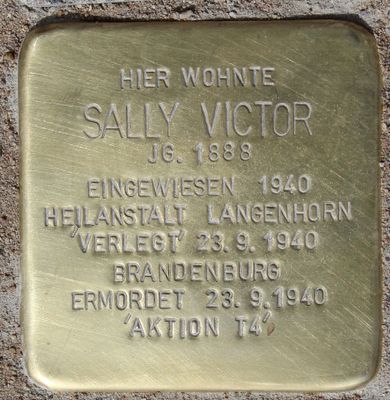 HIER WOHNTE
SALLY VICTOR
JG. 1888
EINGEWIESEN 1940
HEILANSTALT LANGENHORN
'VERLEGT' 23.9.1940
BRANDENBURG
ERMORDET 23.9.1940
'AKTION T4'